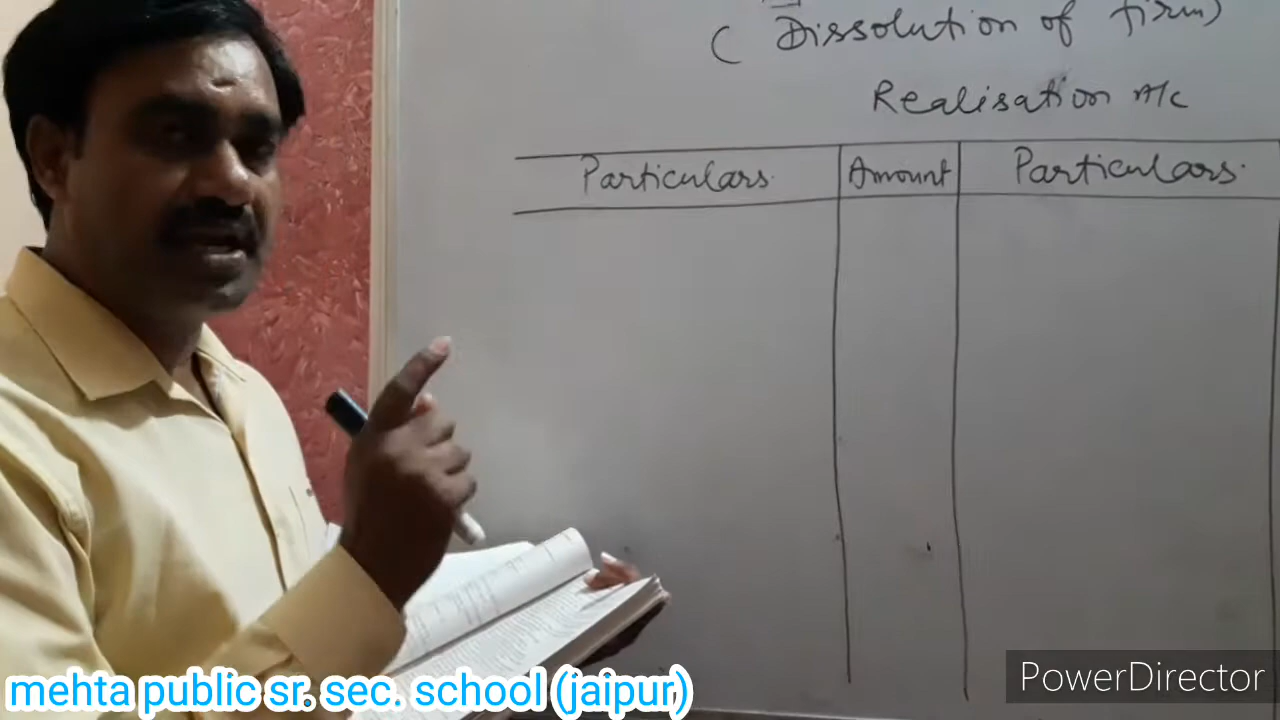 ( Dissolution of firm)
Realisation A/c
Particulars. Amount Particulars.
mehta public sr. sec. school (jaipur)
PowerDirector